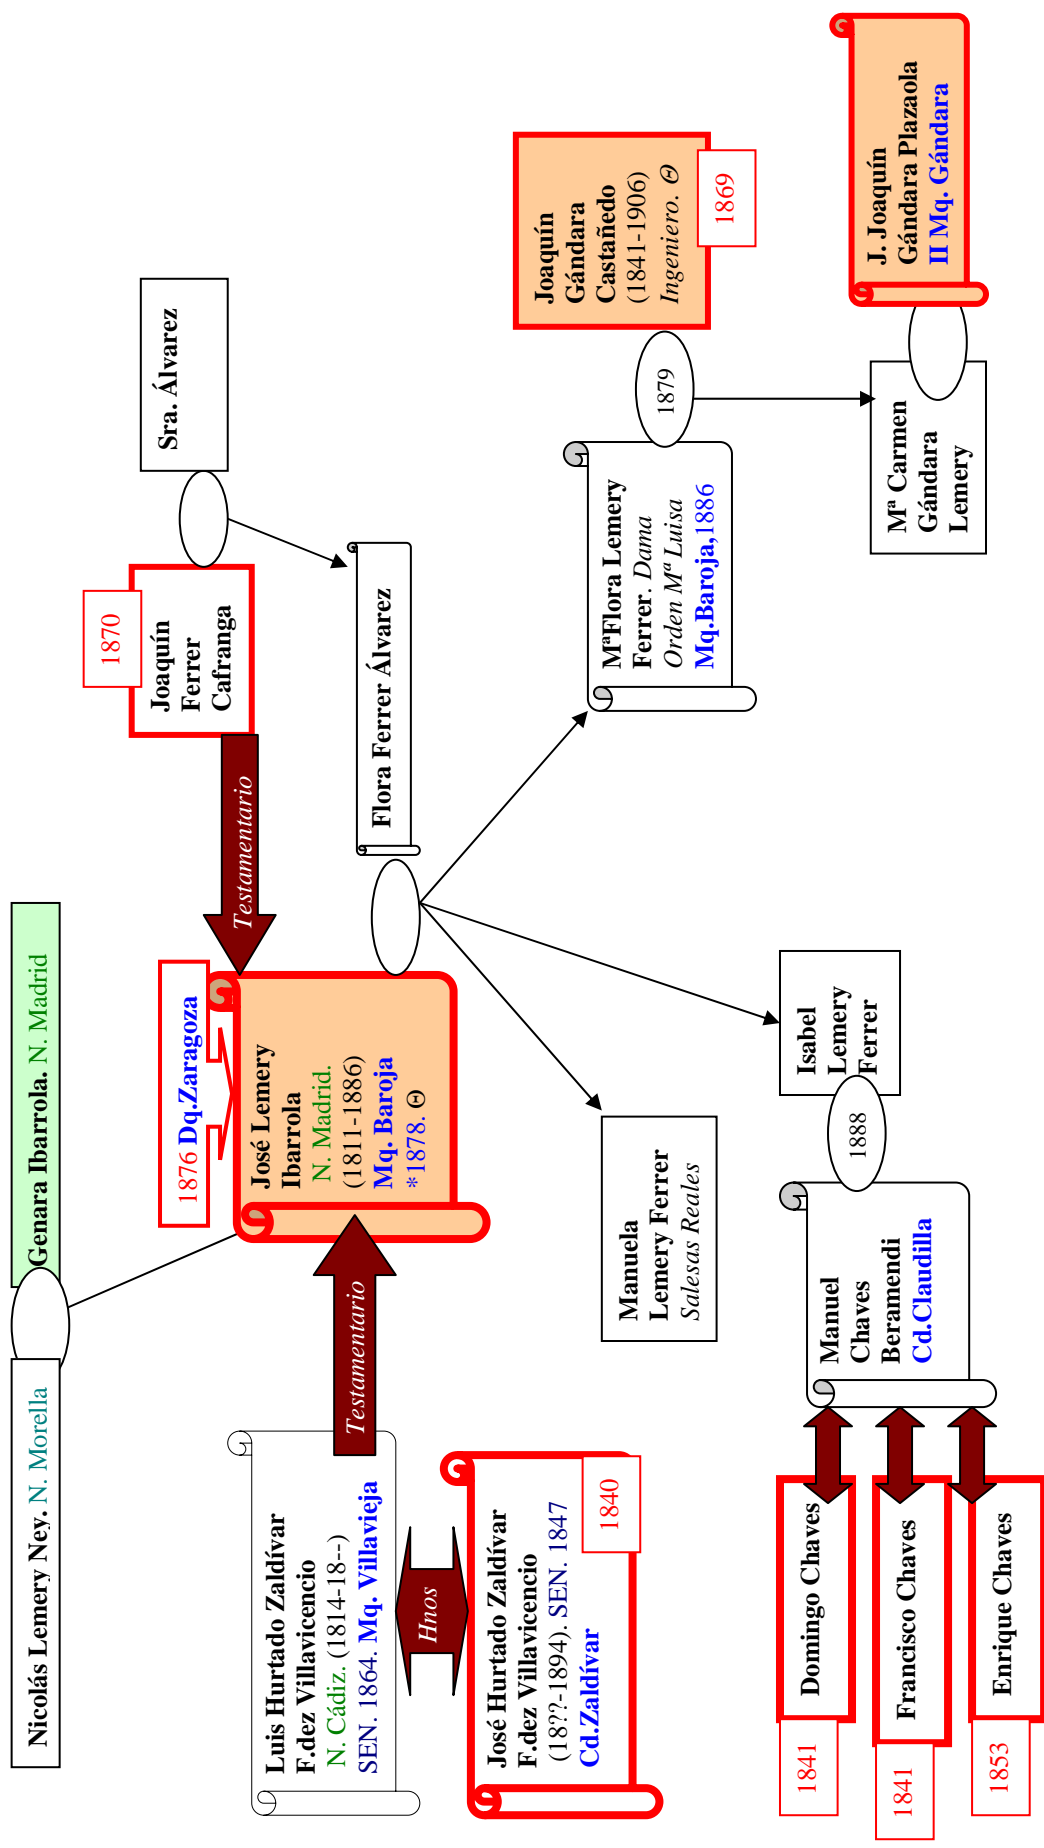 Nicolás Lemery Ney. N. Morella
Genara Ibarrola. N. Madrid
1876 Dq.Zaragoza
José Lemery
Ibarrola
N. Madrid.
(1811-1886)
Mq. Baroja
*1878. Θ
Testamentario
1870
Joaquín
Ferrer
Cafranga
Sra. Álvarez
Flora Ferrer Álvarez
Luis Hurtado Zaldívar
F.dez Villavicencio
N. Cádiz. (1814-18--)
SEN. 1864. Mq. Villavieja
Testamentario
Hnos
José Hurtado Zaldívar
F.dez Villavicencio
(18??-1894). SEN. 1847
Cd.Zaldívar
1840
Manuela
Lemery Ferrer
Salesas Reales
MªFlora Lemery
Ferrer. Dama
Orden Mª Luisa
Mq.Baroja,1886
1879
Joaquín
Gándara
Castañedo
(1841-1906)
Ingeniero. Θ
1869
1841
Domingo Chaves
1841
Francisco Chaves
1853
Enrique Chaves
Manuel
Chaves
Beramendi
Cd.Claudilla
1888
Isabel
Lemery
Ferrer
Mª Carmen
Gándara
Lemery
J. Joaquín
Gándara Plazaola
II Mq. Gándara